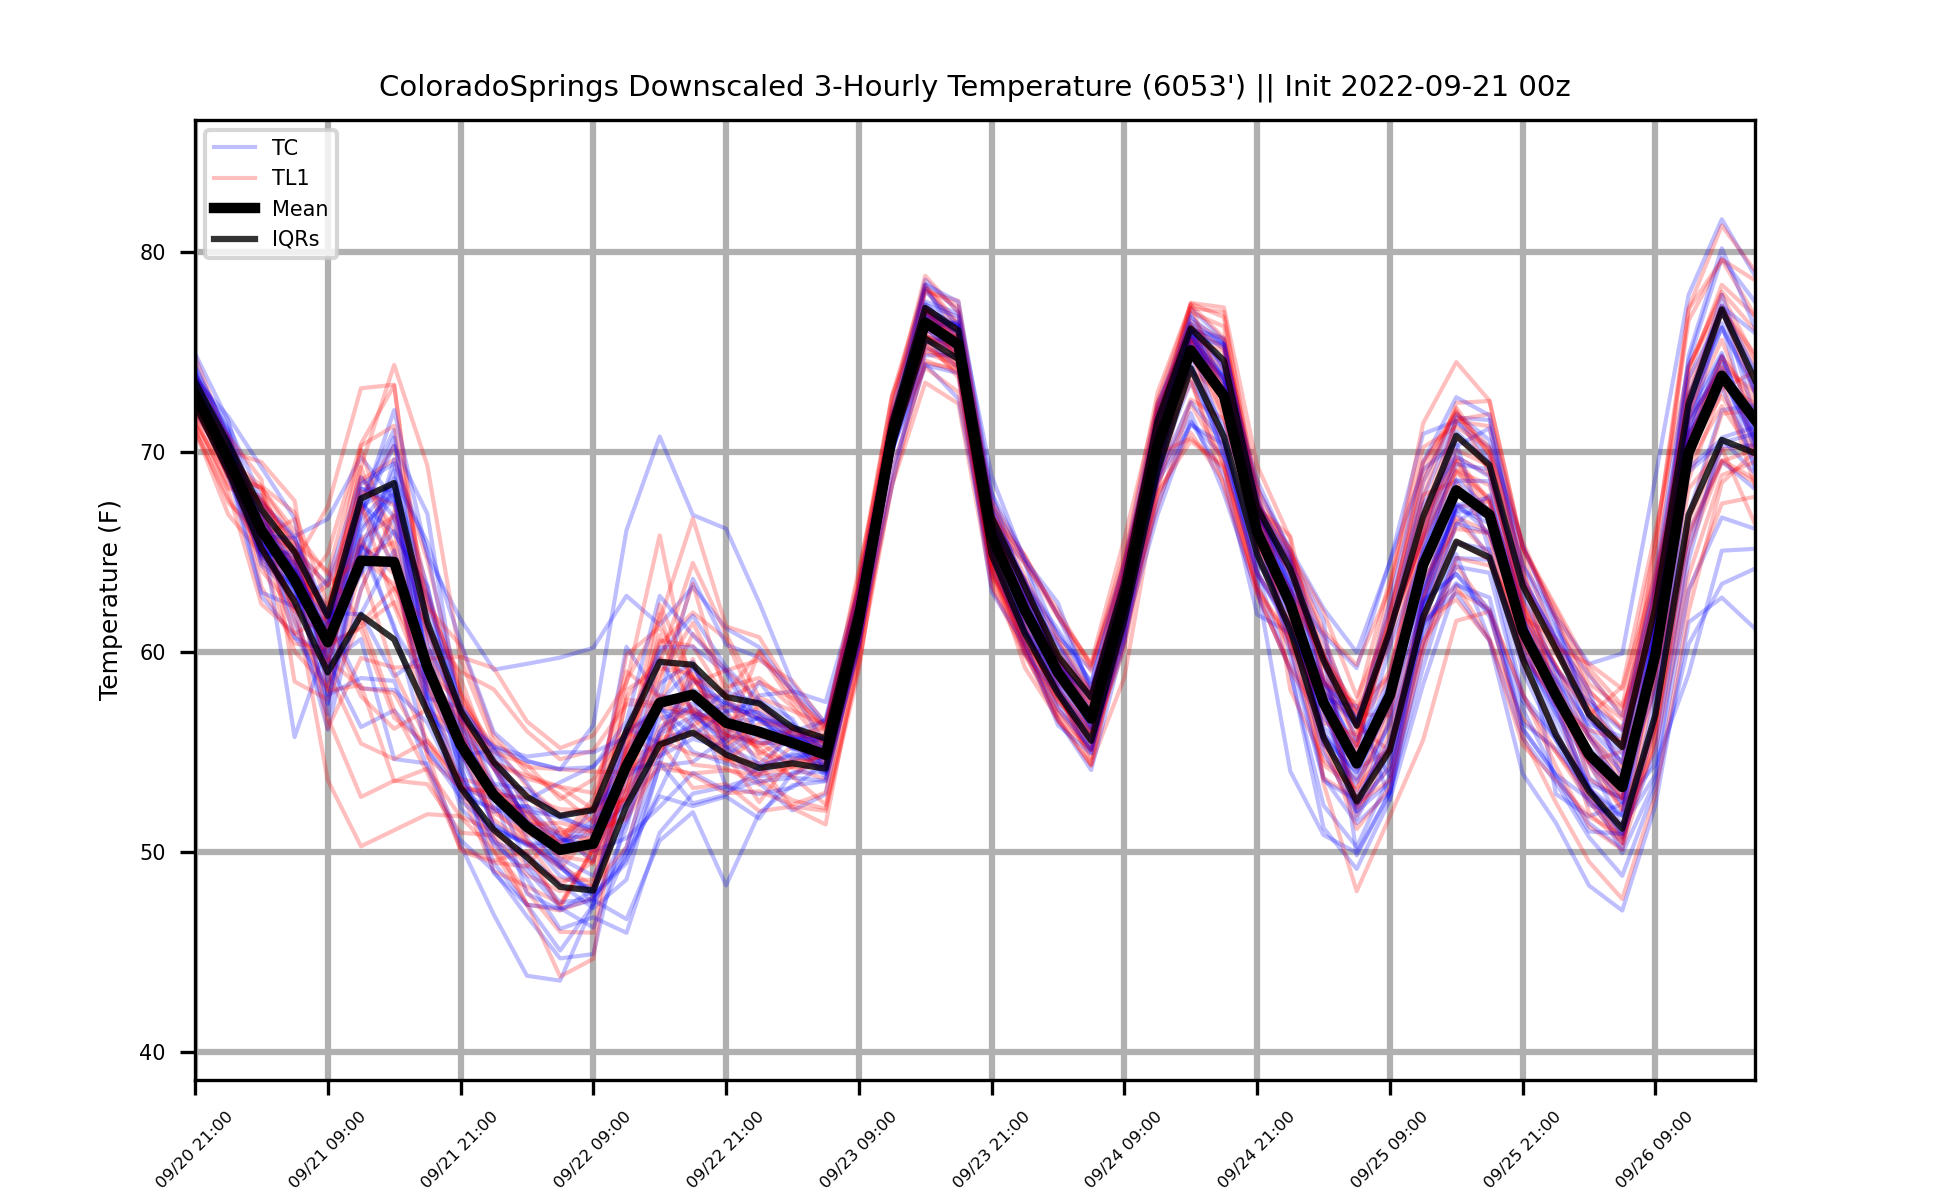 ColoradoSprings Downscaled 3-Hourly Temperature (6053') || Init 2022-09-21 00z
TC
TL1
Mean
IQRs
Temperature (F)
80
70
60
50
40
09/20 21:00
09/21 09:00
09/21 21:00
09/22 09:00
09/22 21:00
09/23 09:00
09/23 21:00
09/24 09:00
09/24 21:00
09/25 09:00
09/25 21:00
09/26 09:00